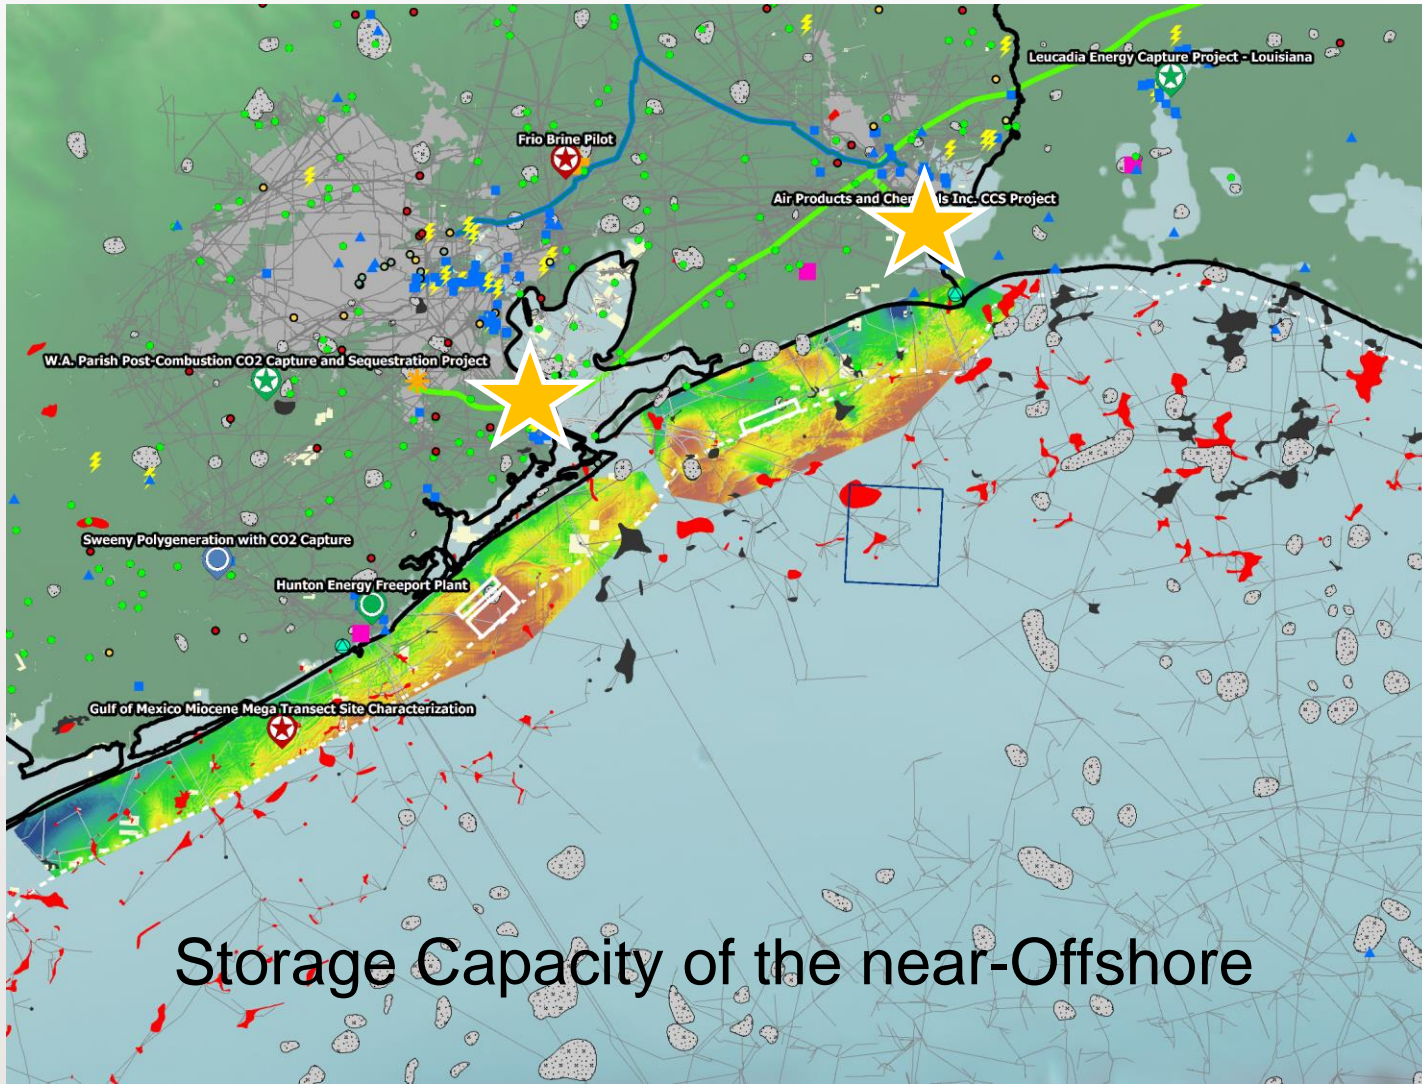 Leucadia Energy Capture Project - Louisiana
Frio Brine Pilot
Air Products and Chemicals Inc. CCS Project
W.A. Parish Post-Combustion CO2 Capture and Sequestration Project
Sweeny Polygeneration with CO2 Capture
Hunton Energy Freeport Plant
Gulf of Mexico Miocene Mega Transect Site Characterization
Storage Capacity of the near-Offshore